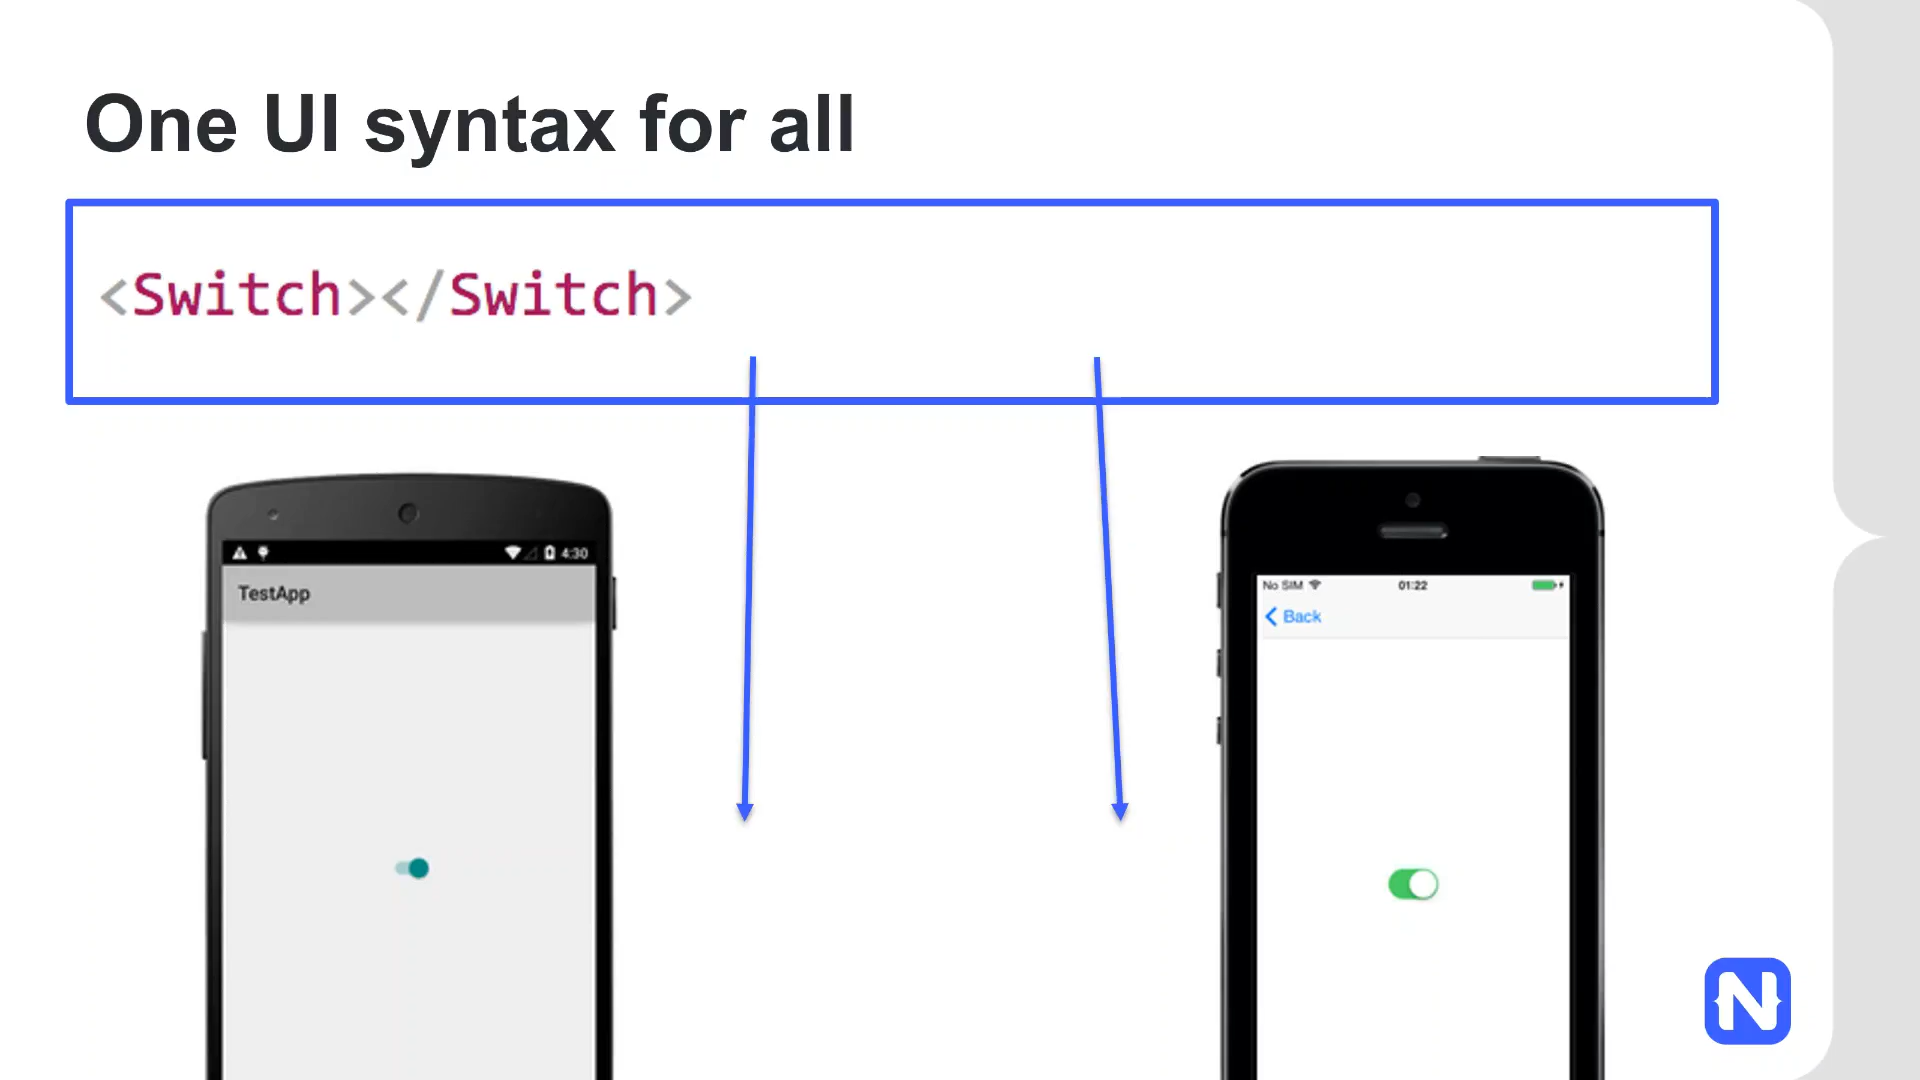 One UI syntax for all
<Switch></Switch>
4:30
TestApp
No SIM 01:22
Back
N